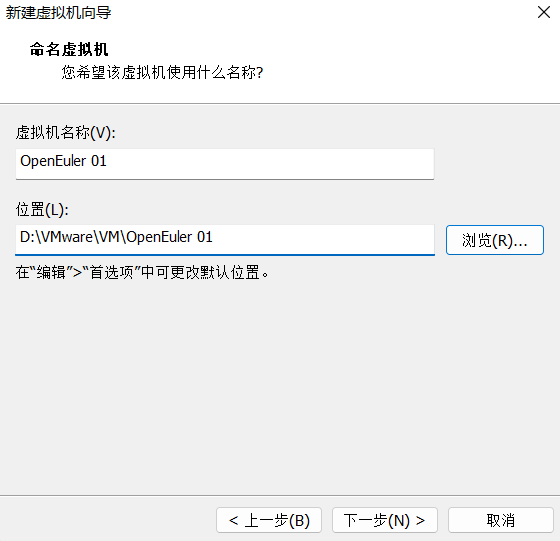 新建虚拟机向导
命名虚拟机
您希望该虚拟机使用什么名称?
虚拟机名称(V):
OpenEuler 01
位置(L):
D:\VMware\VM\OpenEuler 01
浏览(R)...
在“编辑”>“首选项”中可更改默认位置。
< 上一步(B)
下一步(N) >
取消